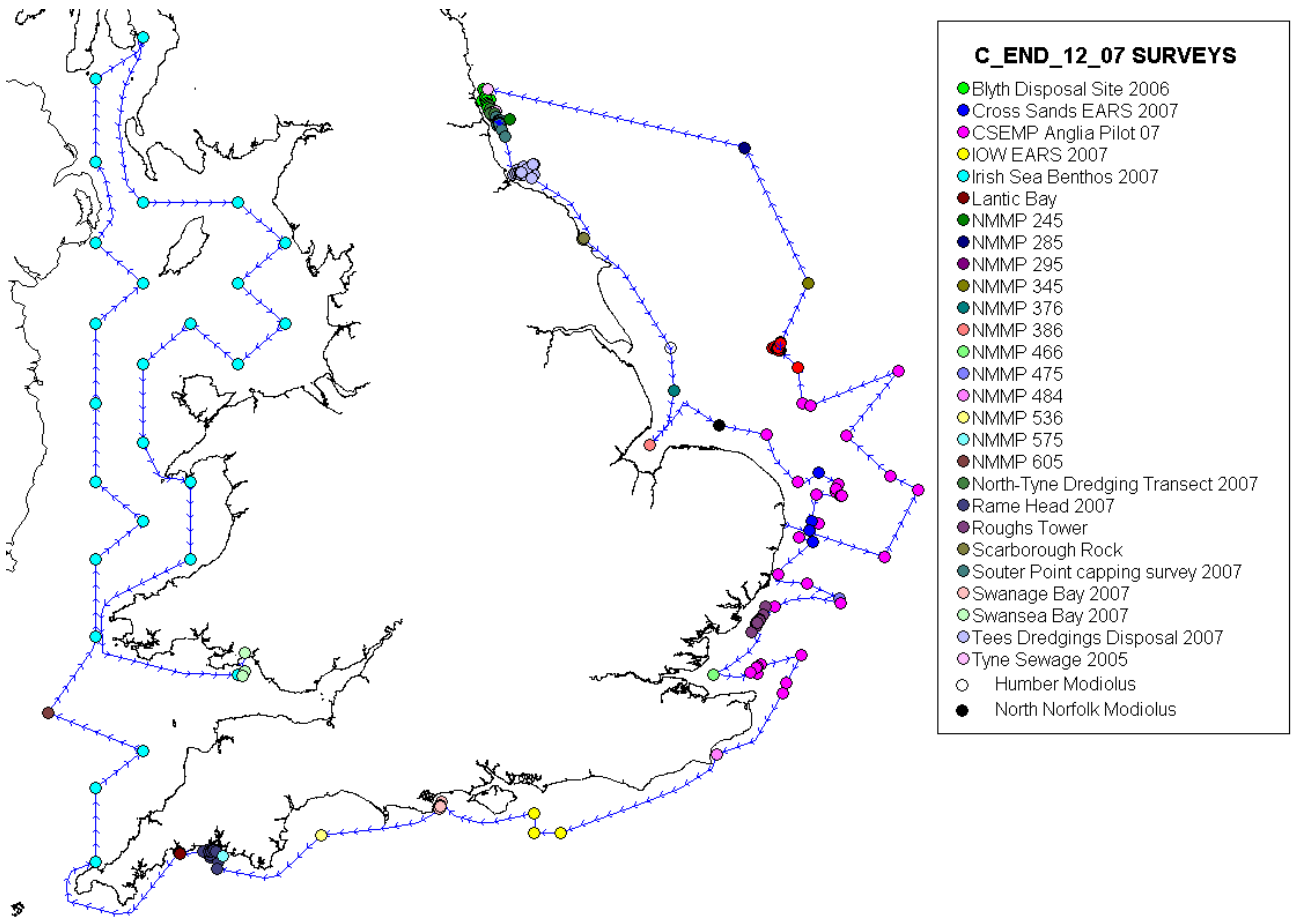 C_END_12_07 SURVEYS
Blyth Disposal Site 2006
Cross Sands EARS 2007
CSEMP Anglia Pilot 07
IOW EARS 2007
Irish Sea Benthos 2007
Lantic Bay
NMMP 245
NMMP 285
NMMP 295
NMMP 345
NMMP 376
NMMP 386
NMMP 466
NMMP 475
NMMP 484
NMMP 536
NMMP 575
NMMP 605
North-Tyne Dredging Transect 2007
Rame Head 2007
Roughs Tower
Scarborough Rock
Souter Point capping survey 2007
Swanage Bay 2007
Swansea Bay 2007
Tees Dredgings Disposal 2007
Tyne Sewage 2005
Humber Modiolus
North Norfolk Modiolus